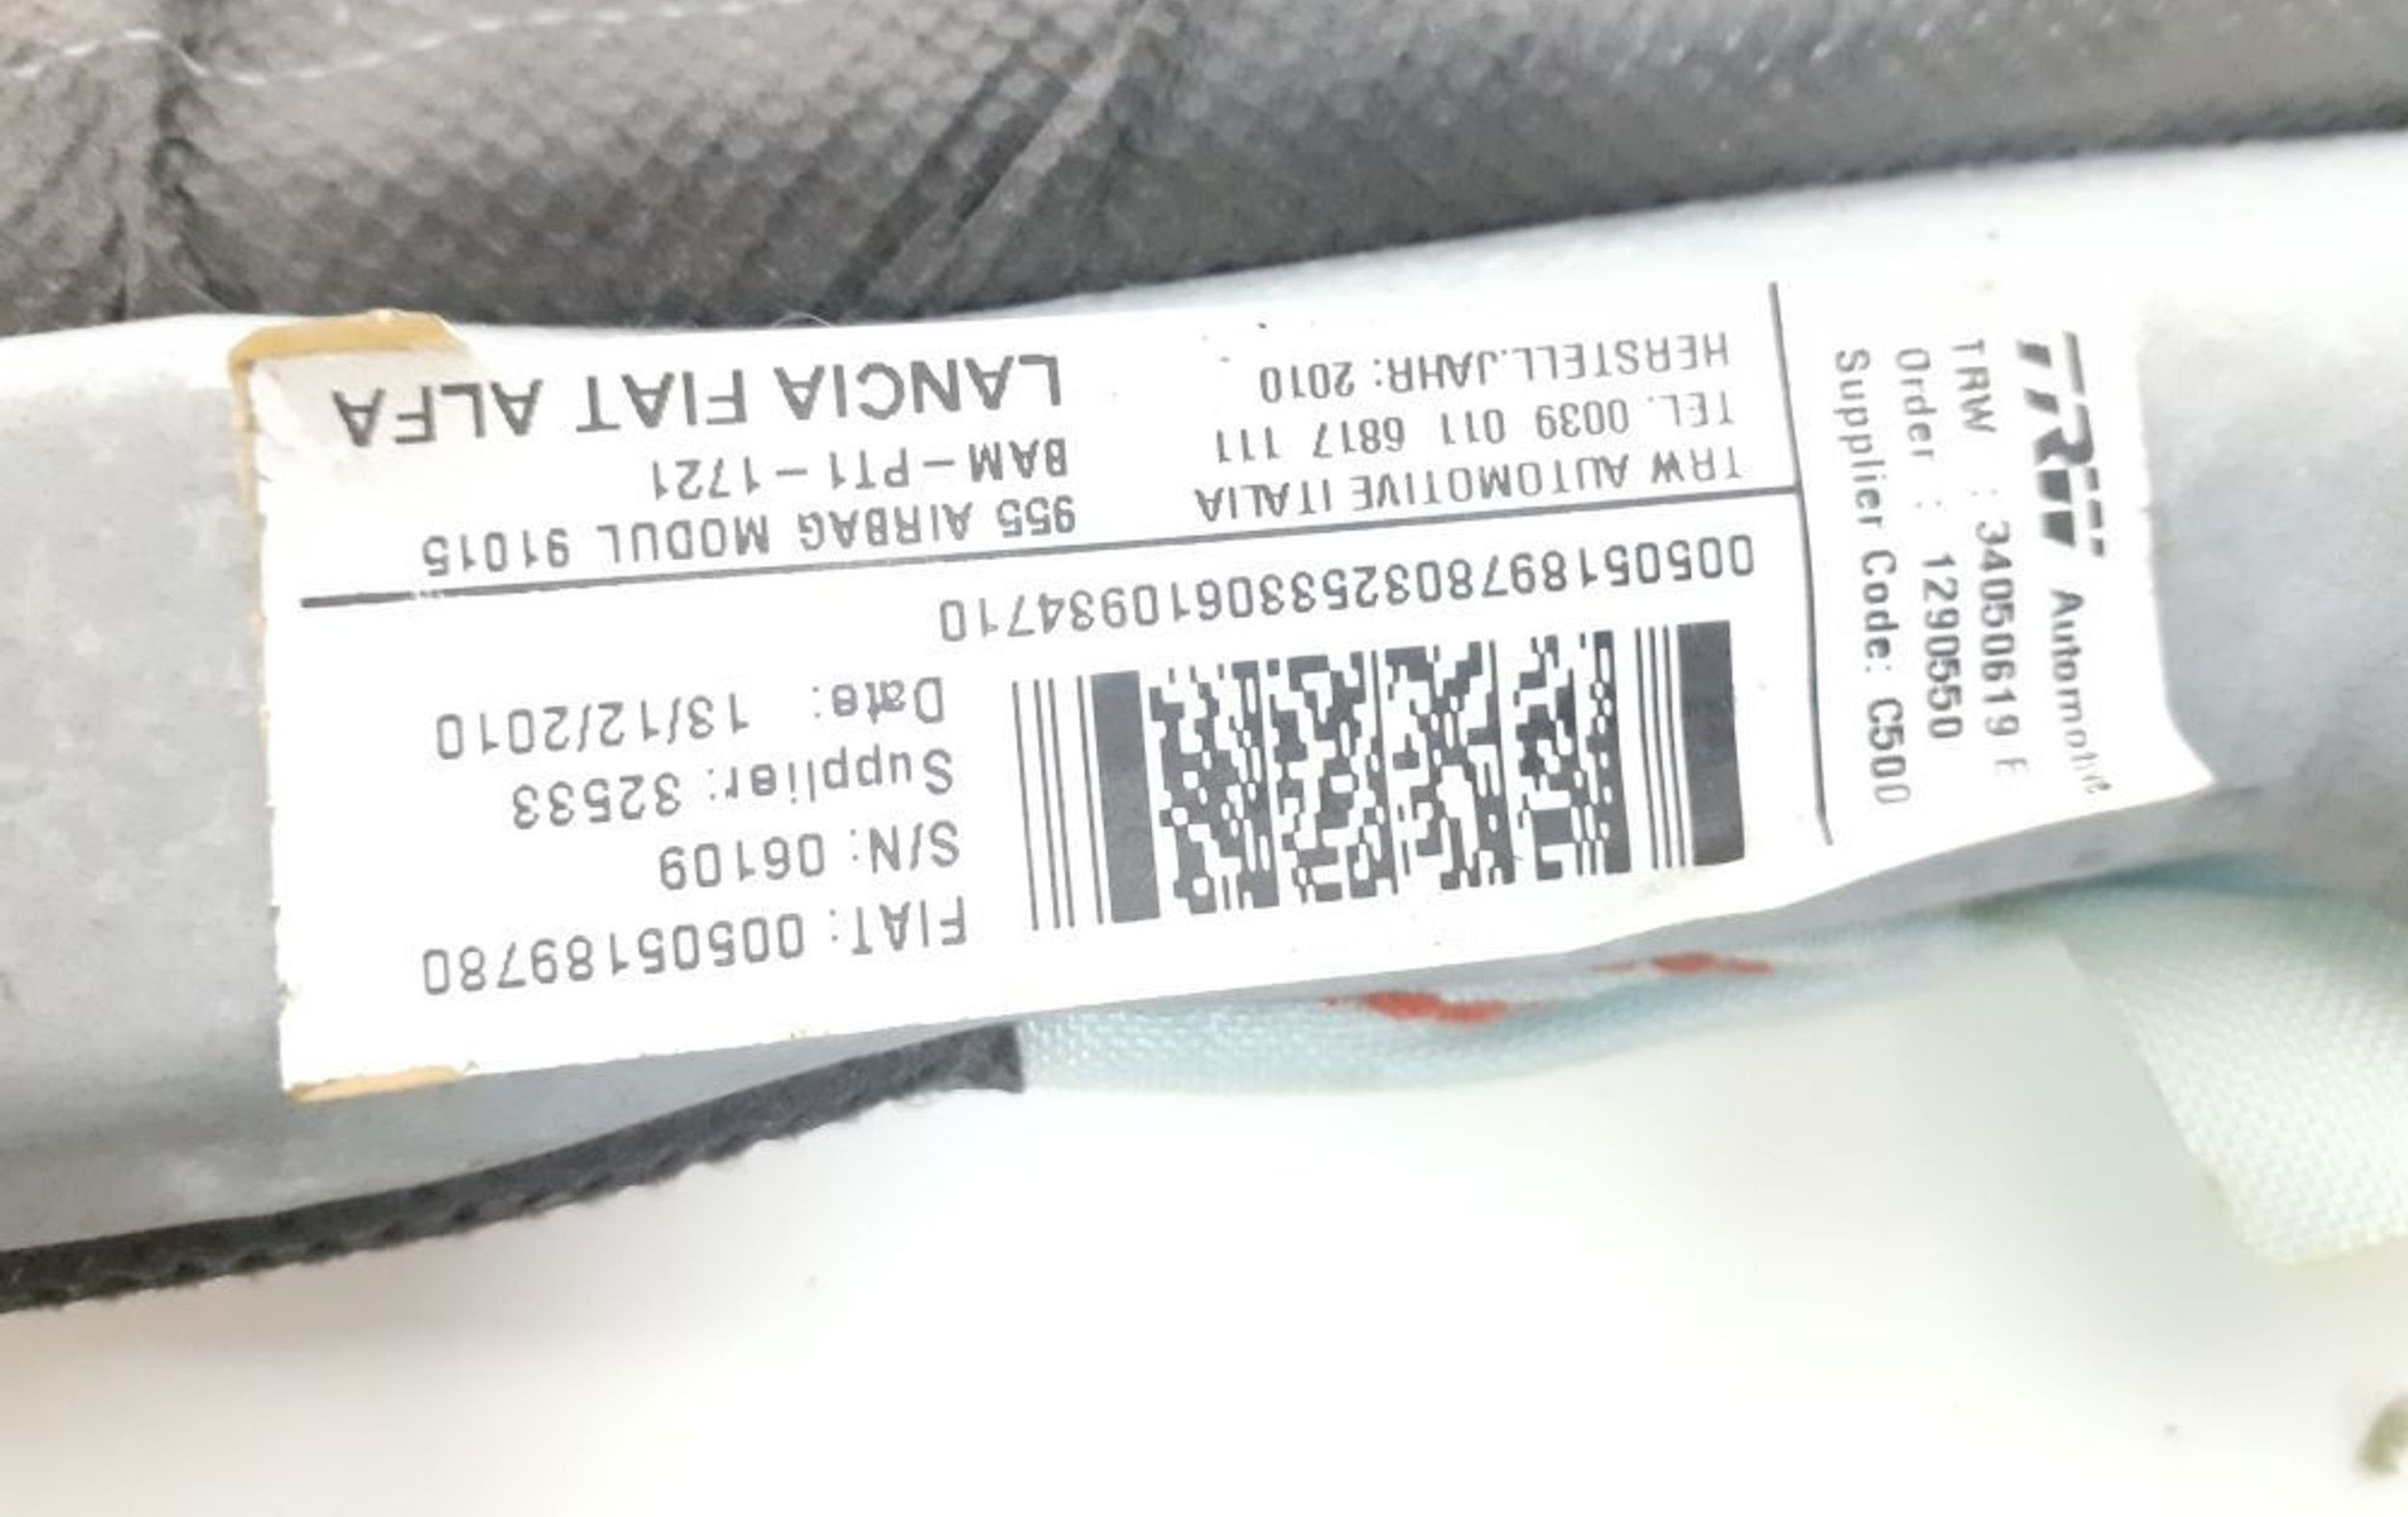 FIAT: 00505189780
S/N: 06109
Supplier: 32533
Date: 13/12/2010
00505189780325330610934710
TRW AUTOMOTIVE ITALIA
TEL. 0039 011 6817 111
HERSTELL.JAHR: 2010
955 AIRBAG MODUL 91015
BAM-PT1-1721
LANCIA FIAT ALFA
TRW Automotive
TRW : 34050619
Order : 1290550
Supplier Code: C500